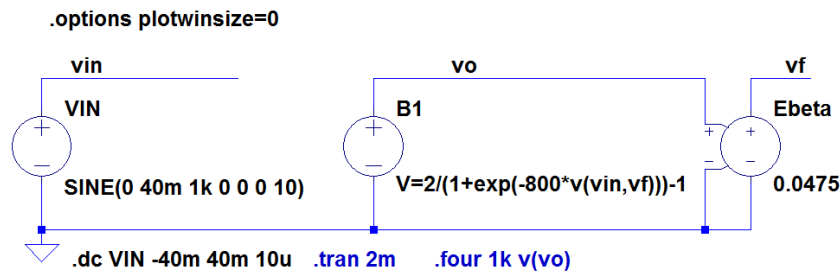 .options plotwinsize=0
vin
vo
vf
VIN
B1
Ebeta
SINE(0 40m 1k 0 0 0 10)
V=2/(1+exp(-800*v(vin,vf)))-1
0.0475
.dc VIN -40m 40m 10u
.tran 2m
.four 1k v(vo)